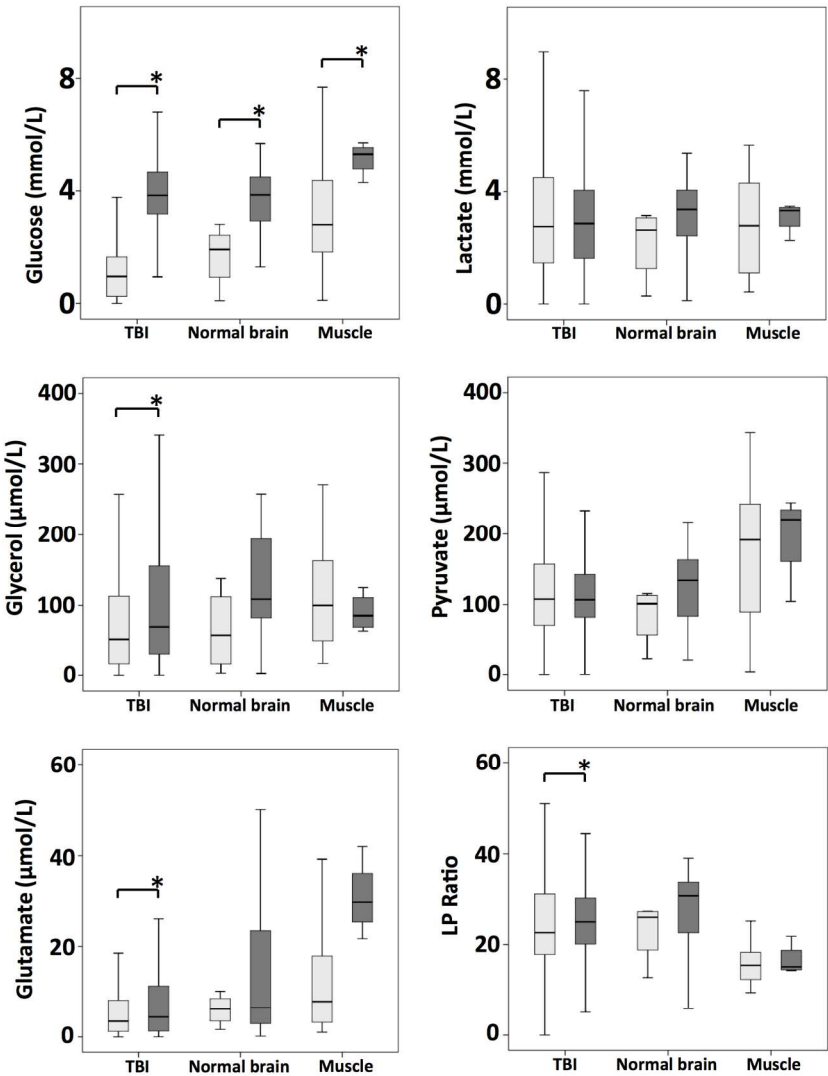 Glucose (mmol/L)
8
4
0
*
*
*
TBI Normal brain Muscle
Lactate (mmol/L)
8
4
0
TBI Normal brain Muscle
Glycerol (µmol/L)
400
300
200
100
0
*
TBI Normal brain Muscle
Pyruvate (µmol/L)
400
300
200
100
0
TBI Normal brain Muscle
Glutamate (µmol/L)
60
40
20
0
*
TBI Normal brain Muscle
LP Ratio
60
40
20
0
*
TBI Normal brain Muscle